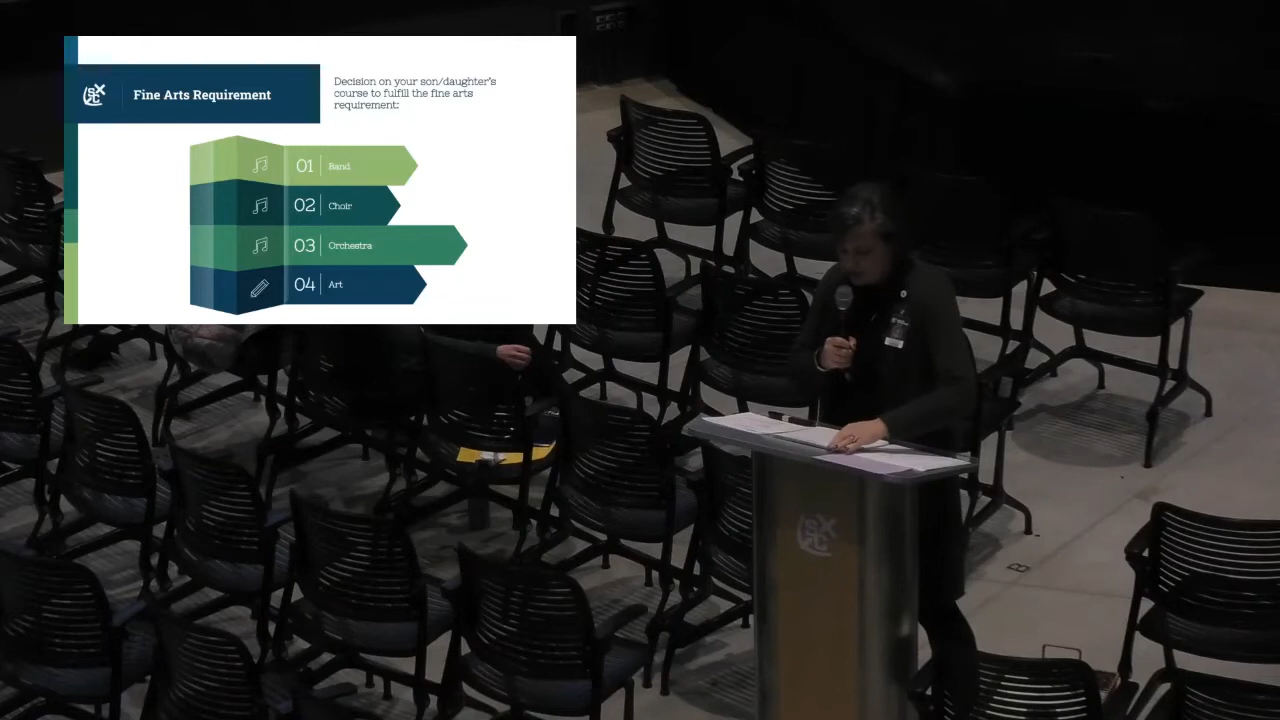 Fine Arts Requirement
Decision on your son/daughter's
course to fulfill the fine arts
requirement:
01 Band
02 Choir
03 Orchestra
04 Art